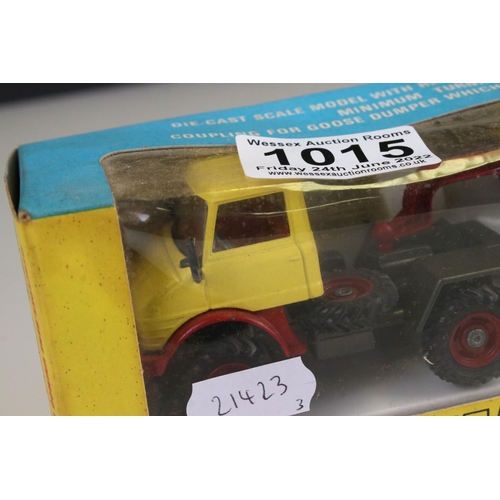 DIE-CAST SCALE MODEL WITH
MINIMUM TURB
COUPLING FOR GOOSE DUMPER WHICH
Wessex Auction Rooms
1015
Friday 24th June 2022
www.wessexauctionrooms.co.uk
21423
3